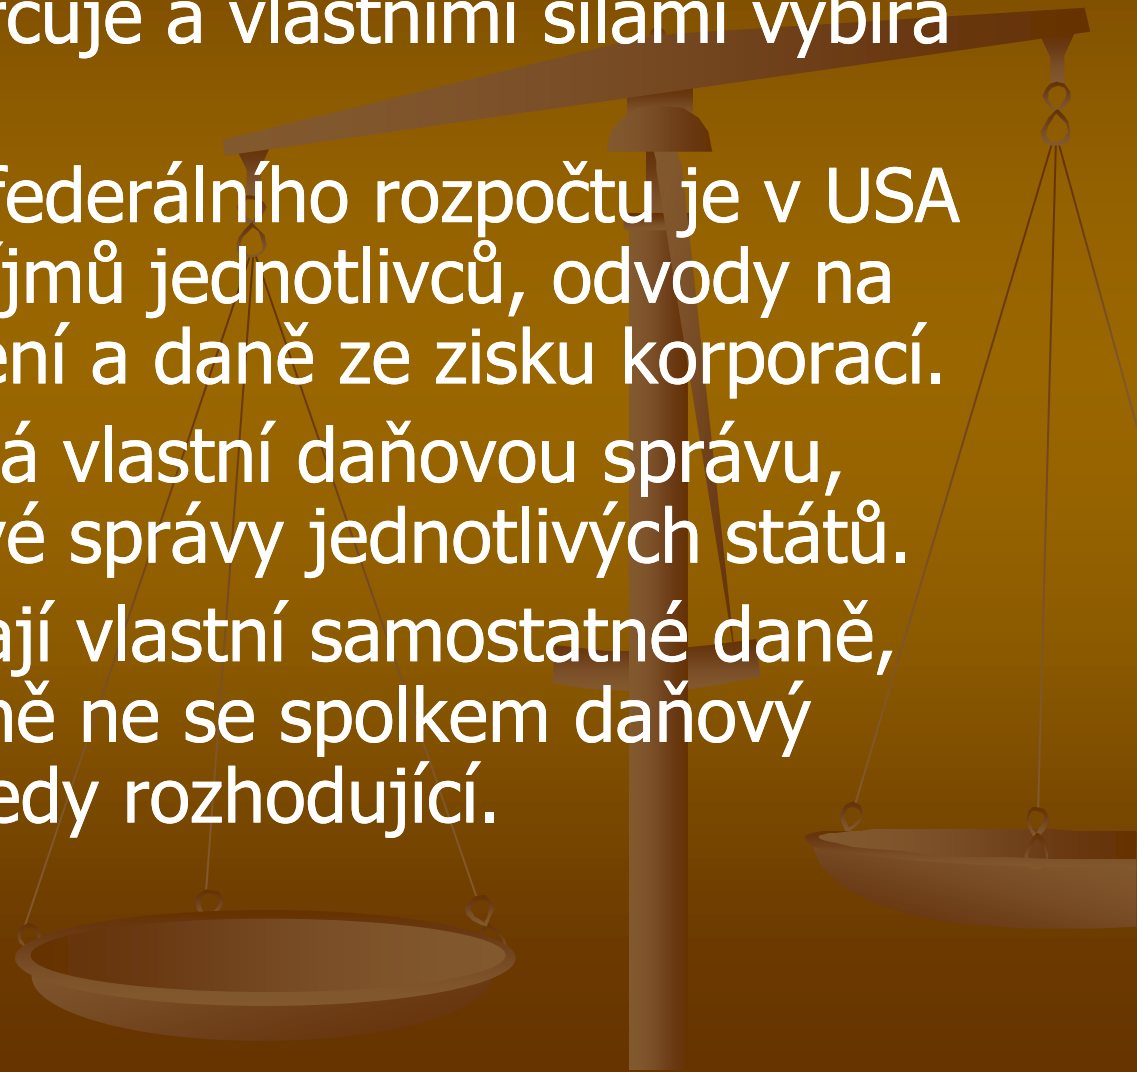 rcuje a vlastními silami vybírá
federálního rozpočtu je v USA
íjmů jednotlivců, odvody na
ení a daně ze zisku korporací.
á vlastní daňovou správu,
vé správy jednotlivých států.
ají vlastní samostatné daně,
ně ne se spolkem daňový
edy rozhodující.